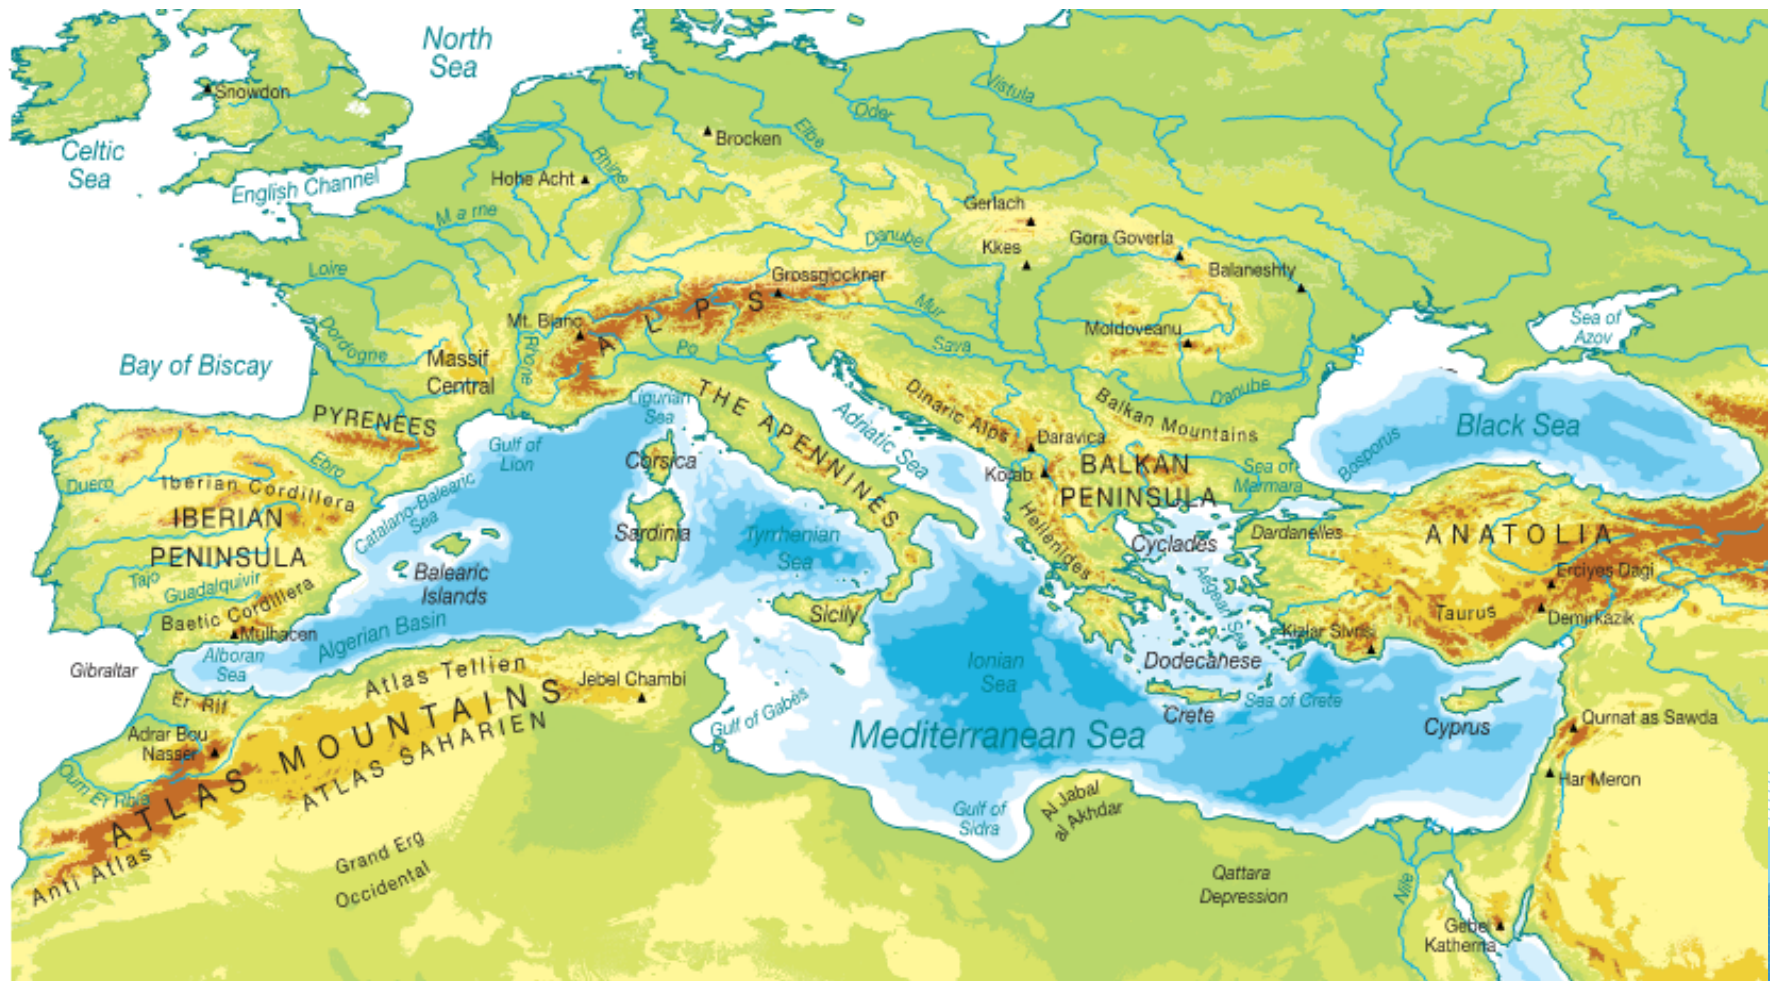 North
Sea
Snowdon
Celtic
Sea
English Channel
Brocken
Hohe Acht
Rhine
Elbe
Oder
Vistula
Marne
Loire
Danube
Gerlach
Kkes
Gora Goverla
Balaneshty
Grossglockner
Mt. Blanc
ALPS
Mur
Moldoveanu
Sea of
Azov
Dordogne
Massif
Central
Rhone
Po
Sava
Danube
Bay of Biscay
PYRENEES
Gulf of
Lion
Ligurian
Sea
THE APENNINES
Adriatic Sea
Dinaric Alps
Balkan Mountains
Daravica
Korab
BALKAN
PENINSULA
Sea of
Marmara
Bosporus
Black Sea
Duero
Ebro
Iberian Cordillera
IBERIAN
PENINSULA
Catalano-Balearic
Sea
Corsica
Sardinia
Tyrrhenian
Sea
Hellenides
Cyclades
Dardanelles
ANATOLIA
Tajo
Guadalquivir
Baetic Cordillera
Mulhacen
Balearic
Islands
Algerian Basin
Sicily
Aegean Sea
Erciyes Dagi
Taurus
Demirkazik
Kizlar Sivrisi
Gibraltar
Alboran
Sea
Atlas Tellien
Jebel Chambi
Ionian
Sea
Dodecanese
Sea of Crete
Crete
Cyprus
Er Rif
Adrar Bou
Nasser
Oum Et Rbia
ATLAS MOUNTAINS
ATLAS SAHARIEN
Gulf of Gabès
Mediterranean Sea
Qurnat as Sawda
Har Meron
Anti Atlas
Grand Erg
Occidental
Gulf of
Sidra
Al Jabal
al Akhdar
Qattara
Depression
Nile
Gebel
Katherna